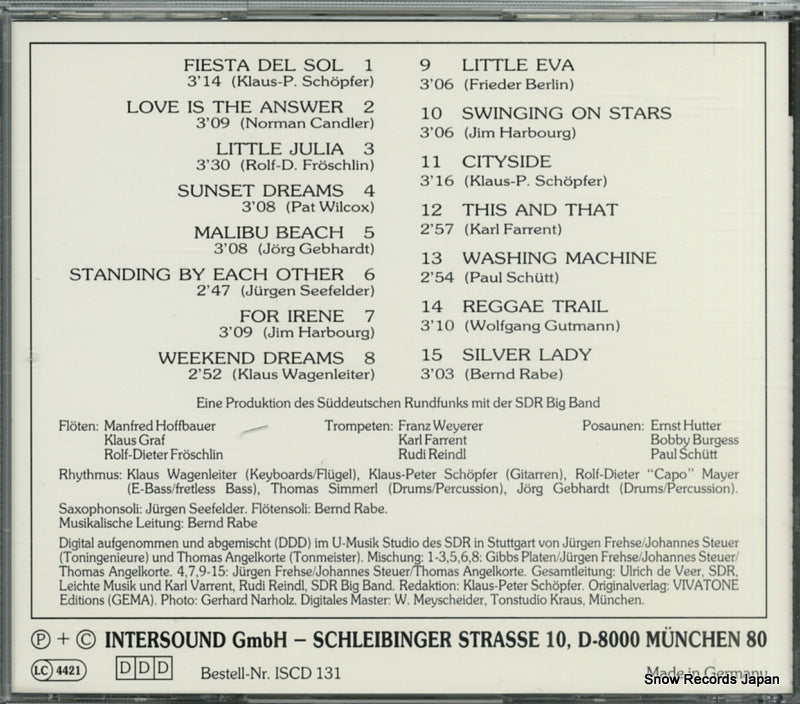 FIESTA DEL SOL 1
3'14 (Klaus-P. Schöpfer)
LOVE IS THE ANSWER 2
3'09 (Norman Candler)
LITTLE JULIA 3
3'30 (Rolf-D. Fröschlin)
SUNSET DREAMS 4
3'08 (Pat Wilcox)
MALIBU BEACH 5
3'08 (Jörg Gebhardt)
STANDING BY EACH OTHER 6
2'47 (Jürgen Seefelder)
FOR IRENE 7
3'09 (Jim Harbourg)
WEEKEND DREAMS 8
2'52 (Klaus Wagenleiter)
9 LITTLE EVA
3'06 (Frieder Berlin)
10 SWINGING ON STARS
3'06 (Jim Harbourg)
11 CITYSIDE
3'16 (Klaus-P. Schöpfer)
12 THIS AND THAT
2'57 (Karl Farrent)
13 WASHING MACHINE
2'54 (Paul Schütt)
14 REGGAE TRAIL
3'10 (Wolfgang Gutmann)
15 SILVER LADY
3'03 (Bernd Rabe)
Eine Produktion des Süddeutschen Rundfunks mit der SDR Big Band
Flöten: Manfred Hoffbauer
Klaus Graf
Rolf-Dieter Fröschlin
Trompeten: Franz Weyerer
Karl Farrent
Rudi Reindl
Posaunen: Ernst Hutter
Bobby Burgess
Paul Schütt
Rhythmus: Klaus Wagenleiter (Keyboards/Flügel), Klaus-Peter Schöpfer (Gitarren), Rolf-Dieter "Capo" Mayer
(E-Bass/fretless Bass), Thomas Simmerl (Drums/Percussion), Jörg Gebhardt (Drums/Percussion).
Saxophonsoli: Jürgen Seefelder. Flötensoli: Bernd Rabe.
Musikalische Leitung: Bernd Rabe
Digital aufgenommen und abgemischt (DDD) im U-Musik Studio des SDR in Stuttgart von Jürgen Frehse/Johannes Steuer
(Toningenieure) und Thomas Angelkorte (Tonmeister). Mischung: 1-3,5,6,8: Gibbs Platen/Jürgen Frehse/Johannes Steuer/
Thomas Angelkorte. 4,7,9-15: Jürgen Frehse/Johannes Steuer/Thomas Angelkorte. Gesamtleitung: Ulrich de Veer, SDR,
Leichte Musik und Karl Varrent, Rudi Reindl, SDR Big Band. Redaktion: Klaus-Peter Schöpfer. Originalverlag: VIVATONE
Editions (GEMA). Photo: Gerhard Narholz. Digitales Master: W. Meyscheider, Tonstudio Kraus, München.
Ⓟ + Ⓒ INTERSOUND GmbH – SCHLEIBINGER STRASSE 10, D-8000 MÜNCHEN 80
LC 4421
DDD
Bestell-Nr. ISCD 131
Made in Germany
Snow Records Japan